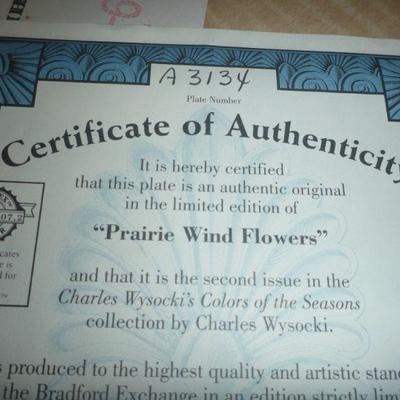 A3134
Plate Number
Certificate of Authenticity
It is hereby certified
that this plate is an authentic original
in the limited edition of
“Prairie Wind Flowers”
and that it is the second issue in the
Charles Wysocki's Colors of the Seasons
collection by Charles Wysocki.
produced to the highest quality and artistic
the Bradford Exchange in an edition strictly